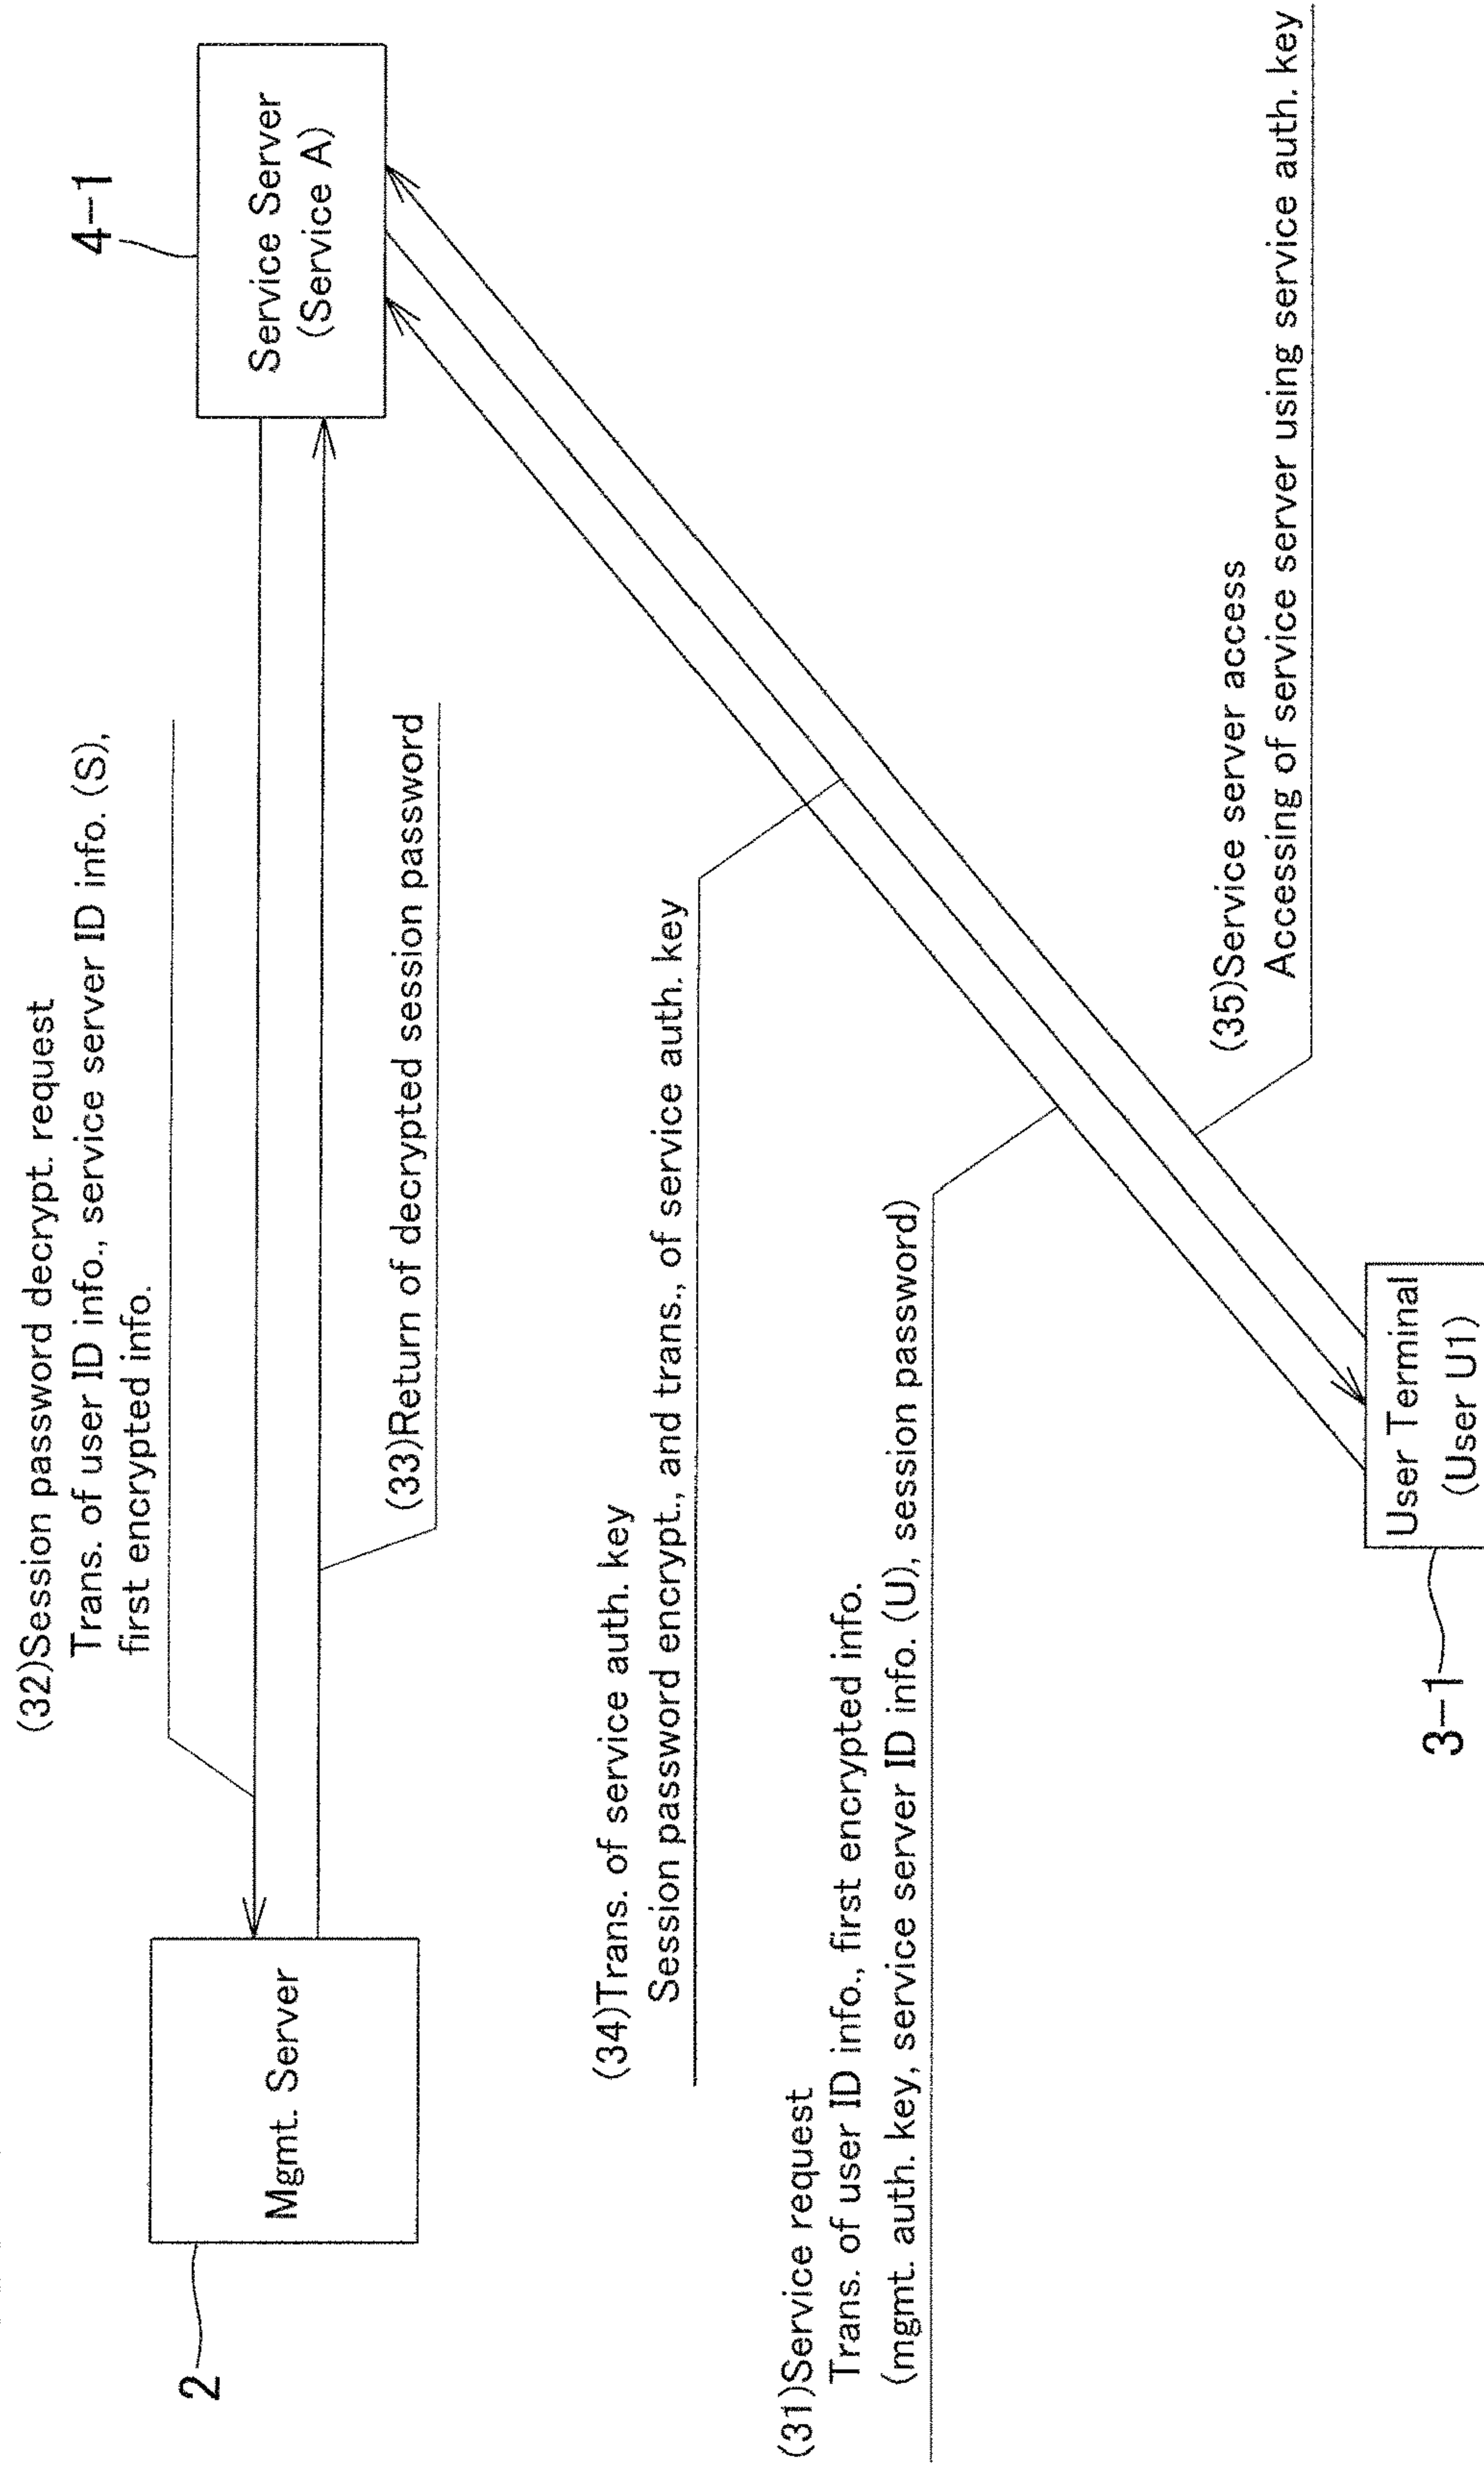 (32)Session password decrypt. request
Trans. of user ID info., service server ID info. (S),
first encrypted info.
4-1
2
Mgmt. Server
Service Server
(Service A)
(33)Return of decrypted session password
(34)Trans. of service auth. key
Session password encrypt., and trans., of service auth. key
(31)Service request
Trans. of user ID info., first encrypted info.
(mgmt. auth. key, service server ID info. (U), session password)
(35)Service server access
Accessing of service server using service auth. key
3-1
User Terminal
(User U1)